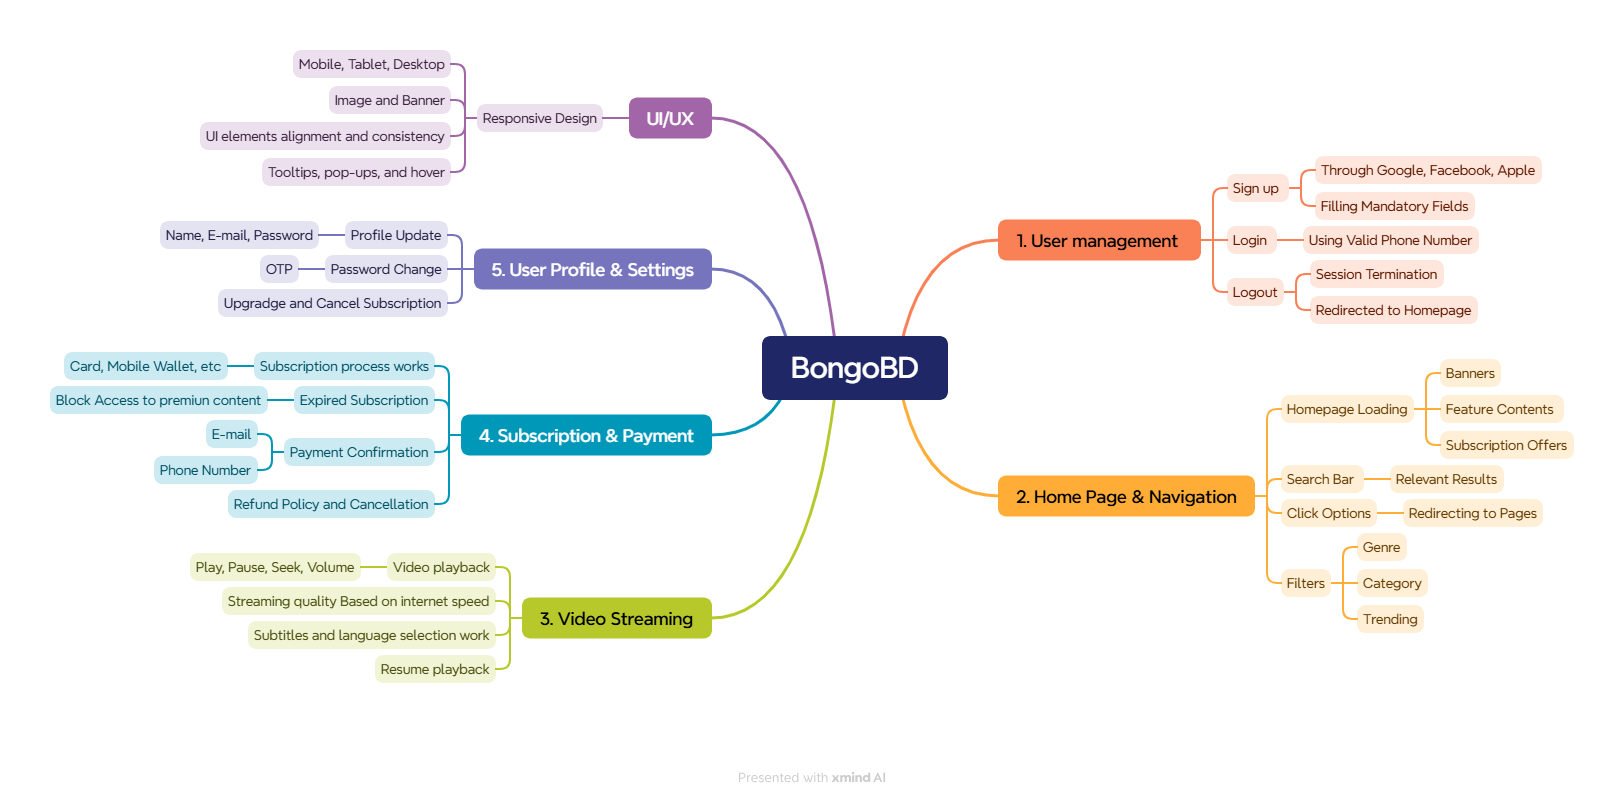 BongoBD
1. User management
Sign up
Through Google, Facebook, Apple
Filling Mandatory Fields
Login
Using Valid Phone Number
Logout
Session Termination
Redirected to Homepage
2. Home Page & Navigation
Homepage Loading
Banners
Feature Contents
Subscription Offers
Search Bar
Relevant Results
Click Options
Redirecting to Pages
Filters
Genre
Category
Trending
3. Video Streaming
Video playback
Play, Pause, Seek, Volume
Streaming quality Based on internet speed
Subtitles and language selection work
Resume playback
4. Subscription & Payment
Subscription process works
Card, Mobile Wallet, etc
Expired Subscription
Block Access to premiun content
Payment Confirmation
E-mail
Phone Number
Refund Policy and Cancellation
5. User Profile & Settings
Profile Update
Name, E-mail, Password
Password Change
OTP
Upgradge and Cancel Subscription
UI/UX
Responsive Design
Mobile, Tablet, Desktop
Image and Banner
UI elements alignment and consistency
Tooltips, pop-ups, and hover
Presented with xmind AI